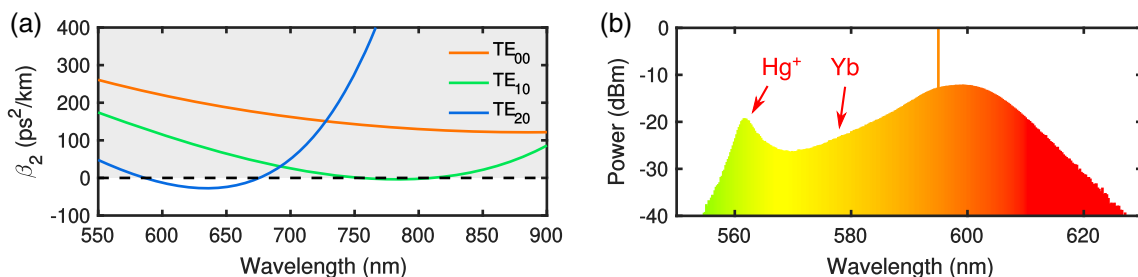 (a)
400
300
200
100
0
-100
β₂ (ps²/km)
TE₀₀
TE₁₀
TE₂₀
550 600 650 700 750 800 850 900
Wavelength (nm)
(b)
0
-10
-20
-30
-40
Power (dBm)
Hg⁺
Yb
560 580 600 620
Wavelength (nm)